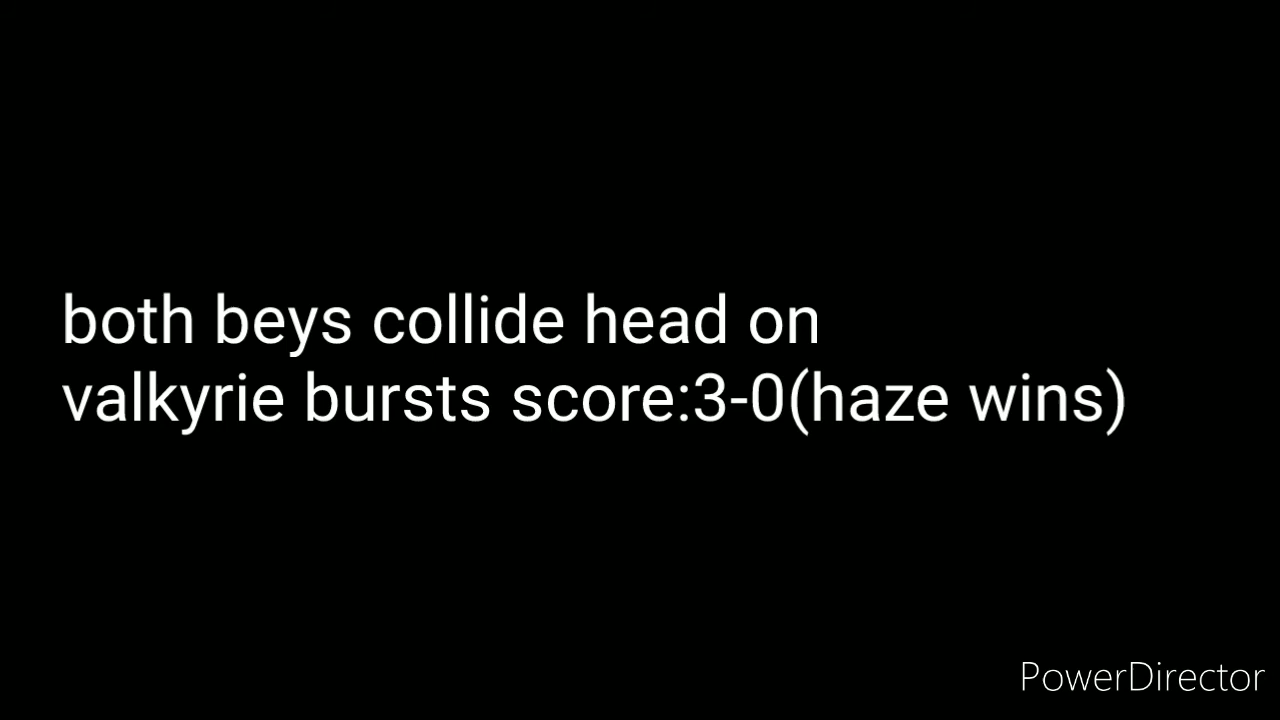 both beys collide head on
valkyrie bursts score:3-0(haze wins)
PowerDirector